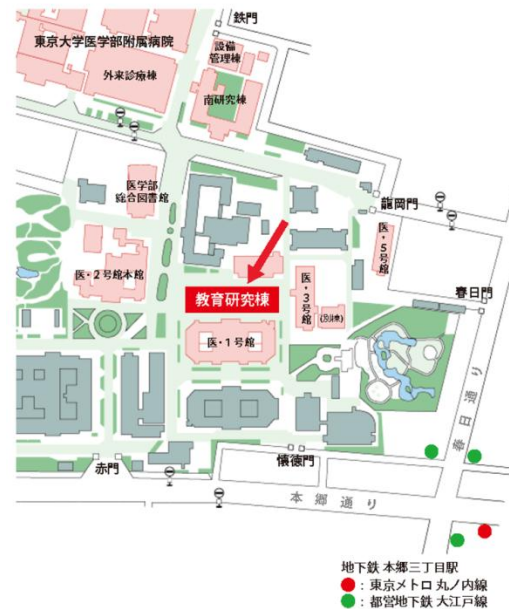 鉄門
東京大学医学部附属病院
設備
管理棟
外来診療棟
南研究棟
医学部
総合図書館
龍岡門
医・5号館
医・2号館本館
医・3号館
(別棟)
春日門
教育研究棟
医・1号館
春日通り
赤門
懐徳門
本郷通り
地下鉄 本郷三丁目駅
●：東京メトロ 丸ノ内線
●：都営地下鉄 大江戸線